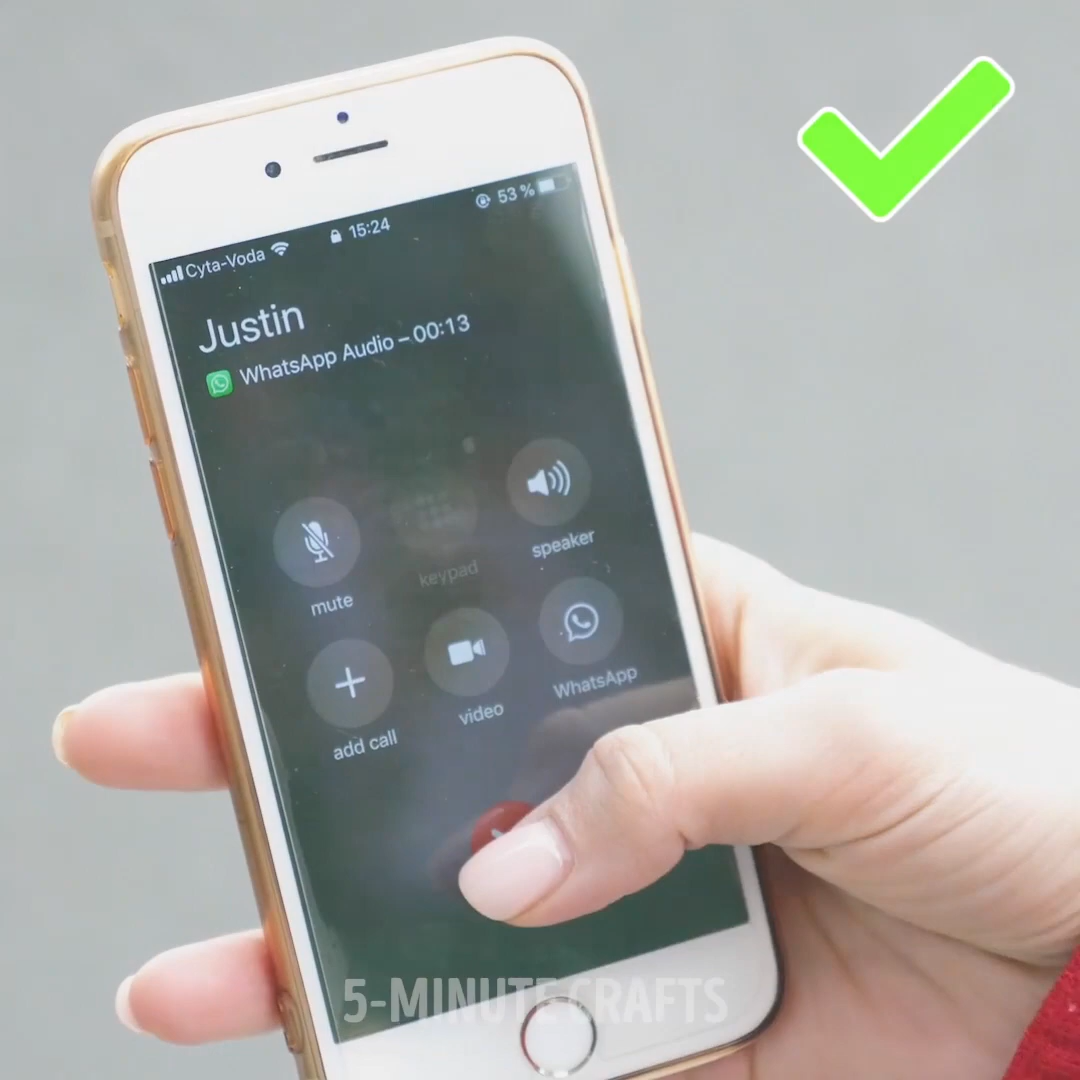 Cyta-Voda 15:24 53 %
Justin
WhatsApp Audio – 00:13
mute keypad speaker
add call video WhatsApp
5-MINUTE CRAFTS